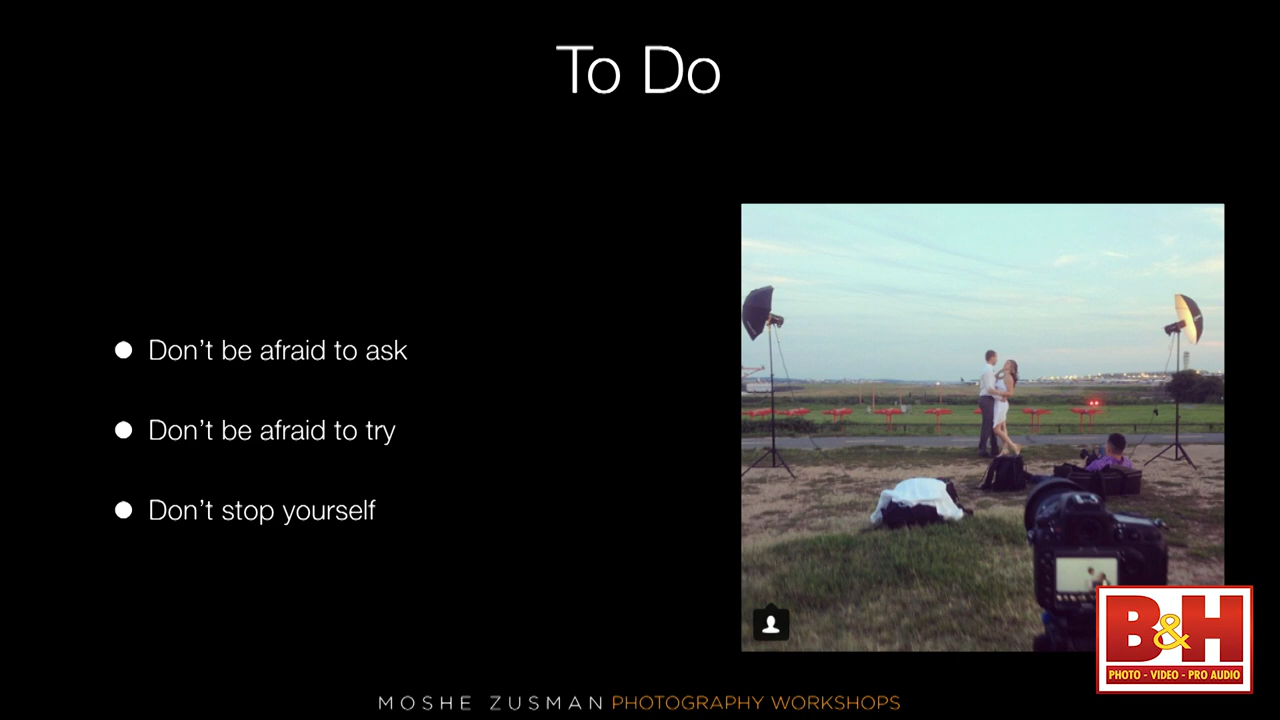 To Do
Don't be afraid to ask
Don't be afraid to try
Don't stop yourself
B&H
PHOTO - VIDEO - PRO AUDIO
MOSHE ZUSMAN PHOTOGRAPHY WORKSHOPS